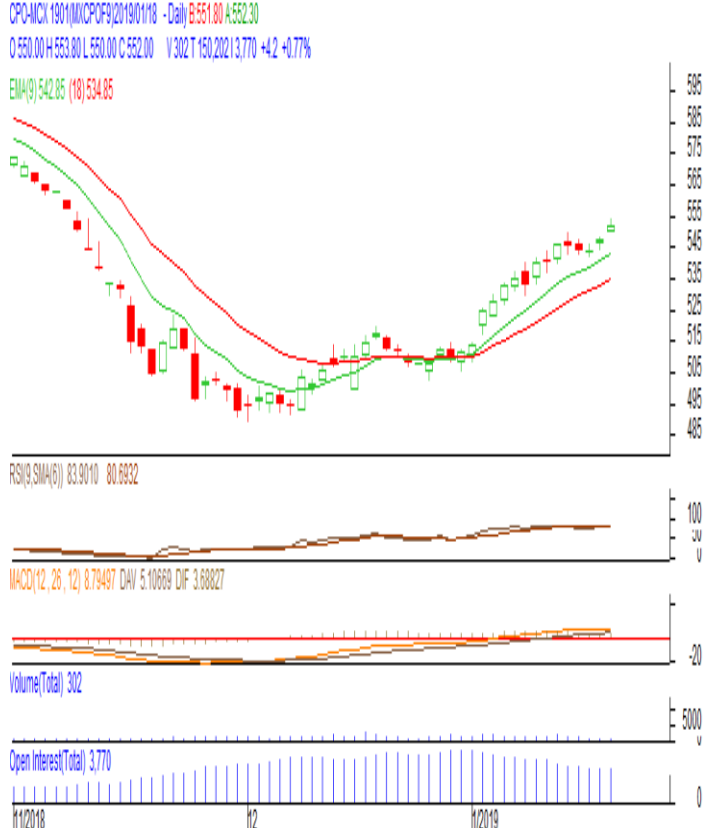 CPO-MCX 1901(MXCPOF9)2019/01/18 - Daily B:551.80 A:552.30
O 550.00 H 553.80 L 550.00 C 552.00 V 302 T 150,202 I 3,770 +4.2 +0.77%
EMA(9) 542.85 (18) 534.85
595
585
575
565
555
545
535
525
515
505
495
485
RSI(9,SMA(6)) 83.9010 80.6932
100
50
0
MACD(12 , 26 , 12) 8.79497 DAV 5.10669 DIF 3.68827
-20
Volume(Total) 302
5000
0
Open Interest(Total) 3,770
0
11/2018 12 1/2019